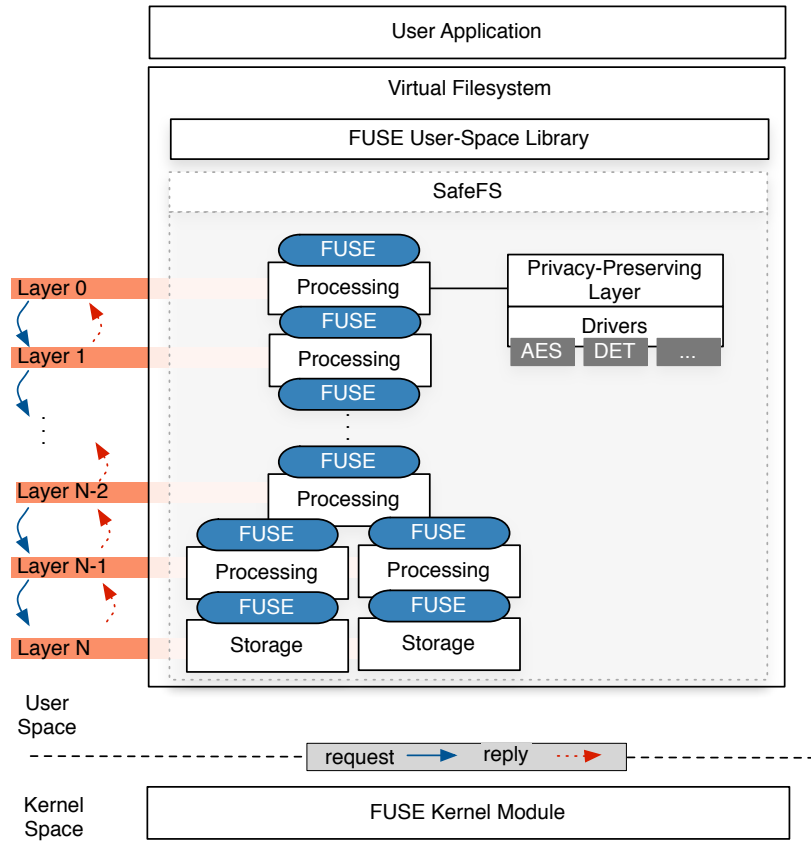 User Application
Virtual Filesystem
FUSE User-Space Library
SafeFS
FUSE
Layer 0
Processing
Privacy-Preserving
Layer
FUSE
Drivers
Layer 1
Processing
AES
DET
...
FUSE
FUSE
Layer N-2
Processing
FUSE
FUSE
Layer N-1
Processing
Processing
FUSE
FUSE
Layer N
Storage
Storage
User
Space
request
reply
Kernel
Space
FUSE Kernel Module